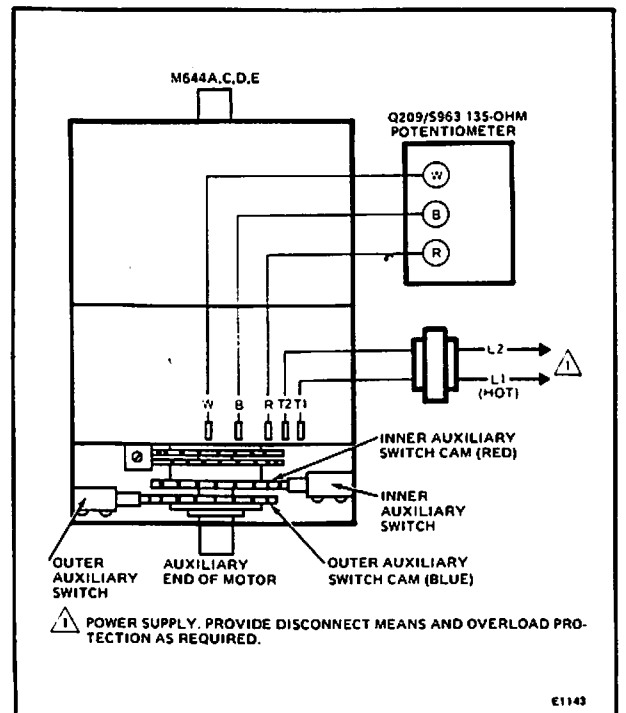 M644A,C,D,E
Q209/S963 135-OHM
POTENTIOMETER
W
B
R
L2
1
L1
(HOT)
W B R T2 T1
INNER AUXILIARY
SWITCH CAM (RED)
INNER
AUXILIARY
SWITCH
OUTER
AUXILIARY
SWITCH
AUXILIARY
END OF MOTOR
OUTER AUXILIARY
SWITCH CAM (BLUE)
1 POWER SUPPLY. PROVIDE DISCONNECT MEANS AND OVERLOAD PRO-
TECTION AS REQUIRED.
E1143